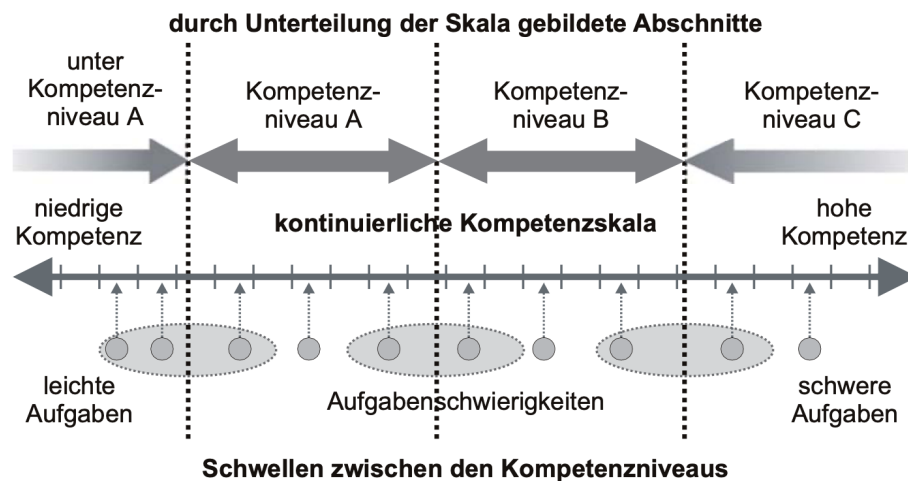 durch Unterteilung der Skala gebildete Abschnitte
unter
Kompetenz-
niveau A
Kompetenz-
niveau A
Kompetenz-
niveau B
Kompetenz-
niveau C
niedrige
Kompetenz
kontinuierliche Kompetenzskala
hohe
Kompetenz
leichte
Aufgaben
Aufgabenschwierigkeiten
schwere
Aufgaben
Schwellen zwischen den Kompetenzniveaus